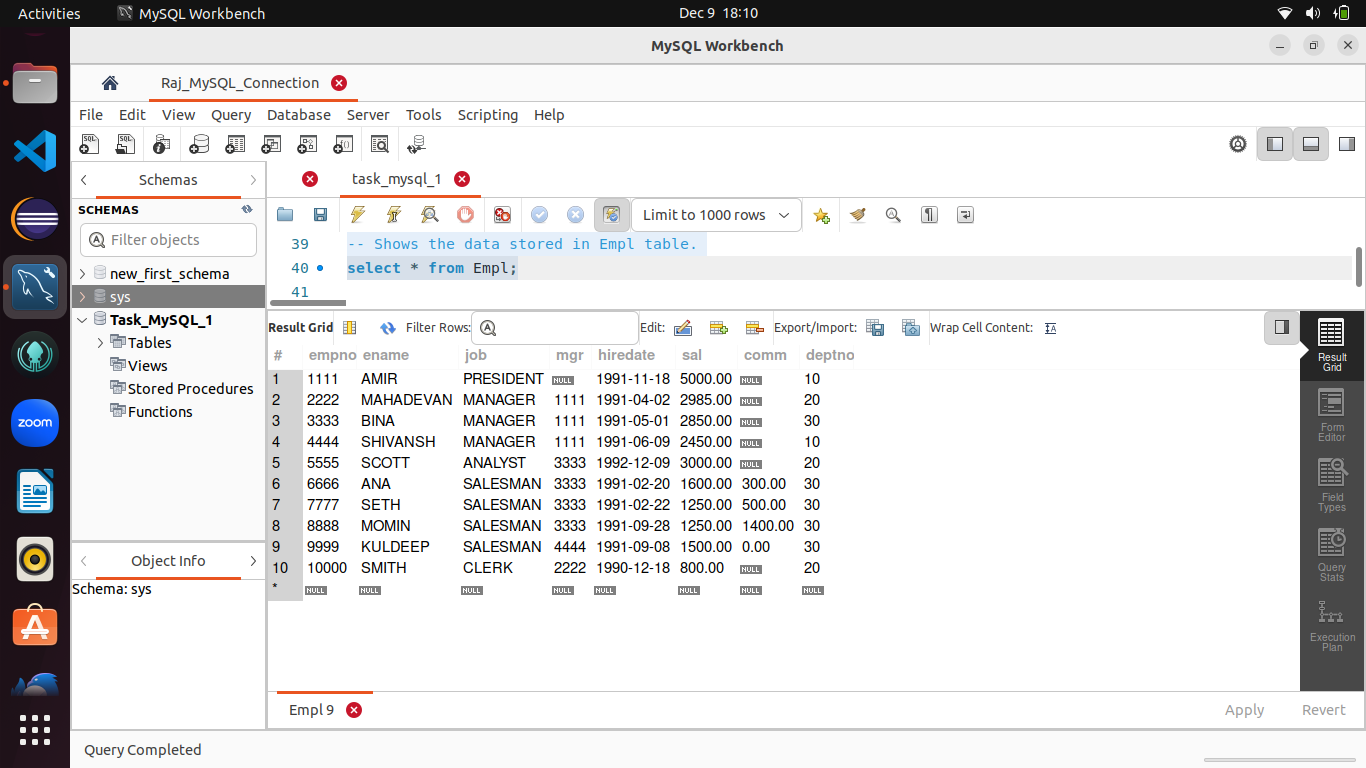 Activities MySQL Workbench Dec 9 18:10
MySQL Workbench
Raj_MySQL_Connection
File Edit View Query Database Server Tools Scripting Help
Schemas
SCHEMAS
Filter objects
new_first_schema
sys
Task_MySQL_1
Tables
Views
Stored Procedures
Functions
Object Info
Schema: sys
zoom
task_mysql_1
Limit to 1000 rows
39 -- Shows the data stored in Empl table.
40 select * from Empl;
41
Result Grid Filter Rows: Edit: Export/Import: Wrap Cell Content:
# empno ename job mgr hiredate sal comm deptno
1 1111 AMIR PRESIDENT NULL 1991-11-18 5000.00 NULL 10
2 2222 MAHADEVAN MANAGER 1111 1991-04-02 2985.00 NULL 20
3 3333 BINA MANAGER 1111 1991-05-01 2850.00 NULL 30
4 4444 SHIVANSH MANAGER 1111 1991-06-09 2450.00 NULL 10
5 5555 SCOTT ANALYST 3333 1992-12-09 3000.00 NULL 20
6 6666 ANA SALESMAN 3333 1991-02-20 1600.00 300.00 30
7 7777 SETH SALESMAN 3333 1991-02-22 1250.00 500.00 30
8 8888 MOMIN SALESMAN 3333 1991-09-28 1250.00 1400.00 30
9 9999 KULDEEP SALESMAN 4444 1991-09-08 1500.00 0.00 30
10 10000 SMITH CLERK 2222 1990-12-18 800.00 NULL 20
* NULL NULL NULL NULL NULL NULL NULL NULL
Result
Grid
Form
Editor
Field
Types
Query
Stats
Execution
Plan
Empl 9
Apply Revert
Query Completed